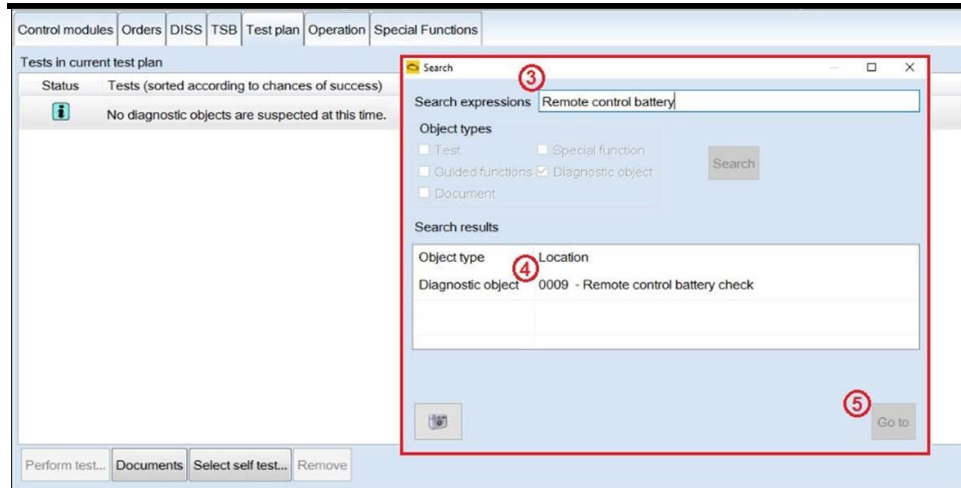 Control modules Orders DISS TSB Test plan Operation Special Functions
Tests in current test plan
Status Tests (sorted according to chances of success)
No diagnostic objects are suspected at this time.
Perform test... Documents Select self test... Remove
Search
3
Search expressions Remote control battery
Object types
Test Special function
Guided functions Diagnostic object
Document
Search
Search results
Object type Location
4
Diagnostic object 0009 - Remote control battery check
5
Go to